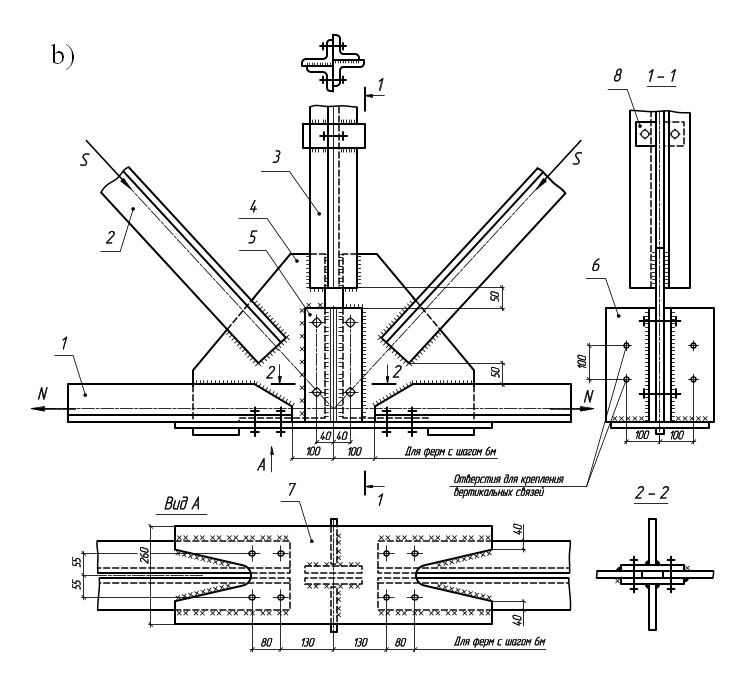 b)
1
8
1-1
S
S
3
2
4
5
6
50
1
2
2
50
100
N
N
40
40
100
100
Для ферм с шагом 6м
A
100
100
Отверстия для крепления
вертикальных связей
1
Вид A
7
2-2
40
55
260
55
40
80
130
130
80
Для ферм с шагом 6м